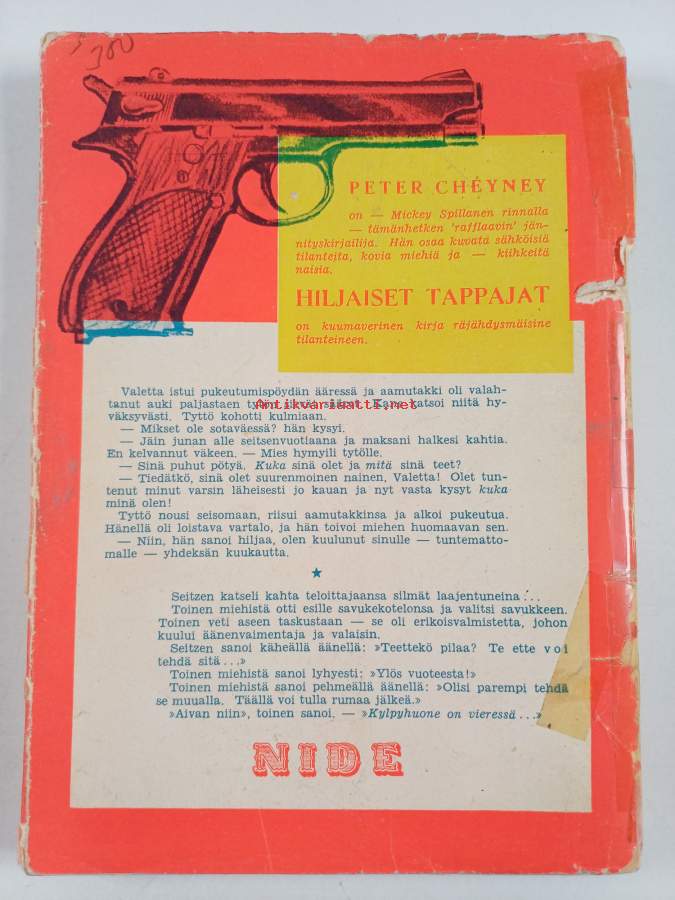 300
PETER CHEYNEY
on — Mickey Spillanen rinnalla
— tämänhetken 'rafflaavin' jän-
nityskirjailija. Hän osaa kuvata sähköisiä
tilanteita, kovia miehiä ja — kiihkeitä
naisia.
HILJAISET TAPPAJAT
on kuumaverinen kirja räjähdysmäisine
tilanteineen.
Valetta istui pukeutumispöydän ääressä ja aamutakki oli valah-
tanut auki paljastaen tytön Kane katsoi niitä hy-
Antikvariaatti.net
väksyvästi. Tyttö kohotti kulmiaan.
— Mikset ole sotaväessä? hän kysyi.
— Jäin junan alle seitsenvuotiaana ja maksani halkesi kahtia.
En kelvannut väkeen. — Mies hymyili tytölle.
— Sinä puhut pötyä. Kuka sinä olet ja mitä sinä teet?
— Tiedätkö, sinä olet suurenmoinen nainen, Valetta! Olet tun-
tenut minut varsin läheisesti jo kauan ja nyt vasta kysyt kuka
minä olen!
Tyttö nousi seisomaan, riisui aamutakkinsa ja alkoi pukeutua.
Hänellä oli loistava vartalo, ja hän toivoi miehen huomaavan sen.
— Niin, hän sanoi hiljaa, olen kuulunut sinulle — tuntematto-
malle — yhdeksän kuukautta.
★
Seitzen katseli kahta teloittajaansa silmät laajentuneina...
Toinen miehistä otti esille savukekotelonsa ja valitsi savukkeen.
Toinen veti aseen taskustaan — se oli erikoisvalmistetta, johon
kuului äänenvaimentaja ja valaisin.
Seitzen sanoi käheällä äänellä: »Teettekö pilaa? Te ette voi
tehdä sitä...»
Toinen miehistä sanoi lyhyesti: »Ylös vuoteesta!»
Toinen miehistä sanoi pehmeällä äänellä: »Olisi parempi tehdä
se muualla. Täällä voi tulla rumaa jälkeä.»
»Aivan niin», toinen sanoi. — »Kylpyhuone on vieressä...»
NIDE